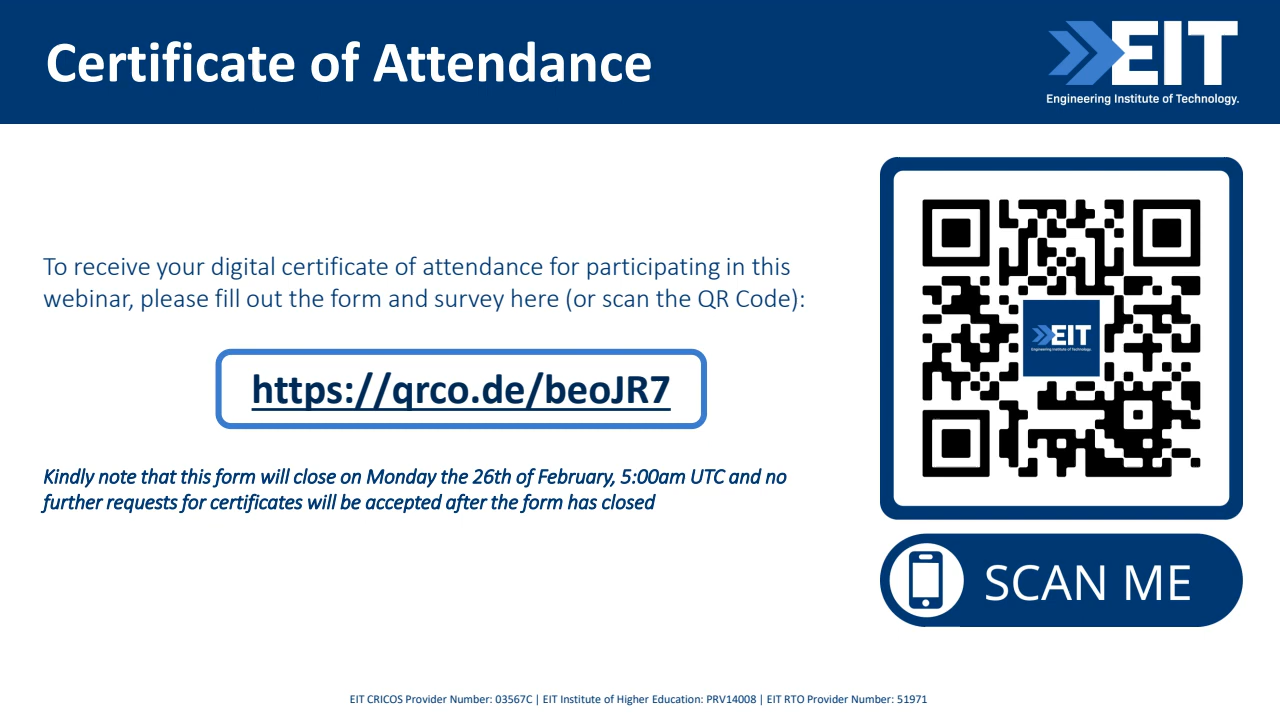 Certificate of Attendance
EIT
Engineering Institute of Technology.
To receive your digital certificate of attendance for participating in this
webinar, please fill out the form and survey here (or scan the QR Code):
https://qrco.de/beoJR7
Kindly note that this form will close on Monday the 26th of February, 5:00am UTC and no
further requests for certificates will be accepted after the form has closed
EIT
Engineering Institute of Technology.
SCAN ME
EIT CRICOS Provider Number: 03567C | EIT Institute of Higher Education: PRV14008 | EIT RTO Provider Number: 51971